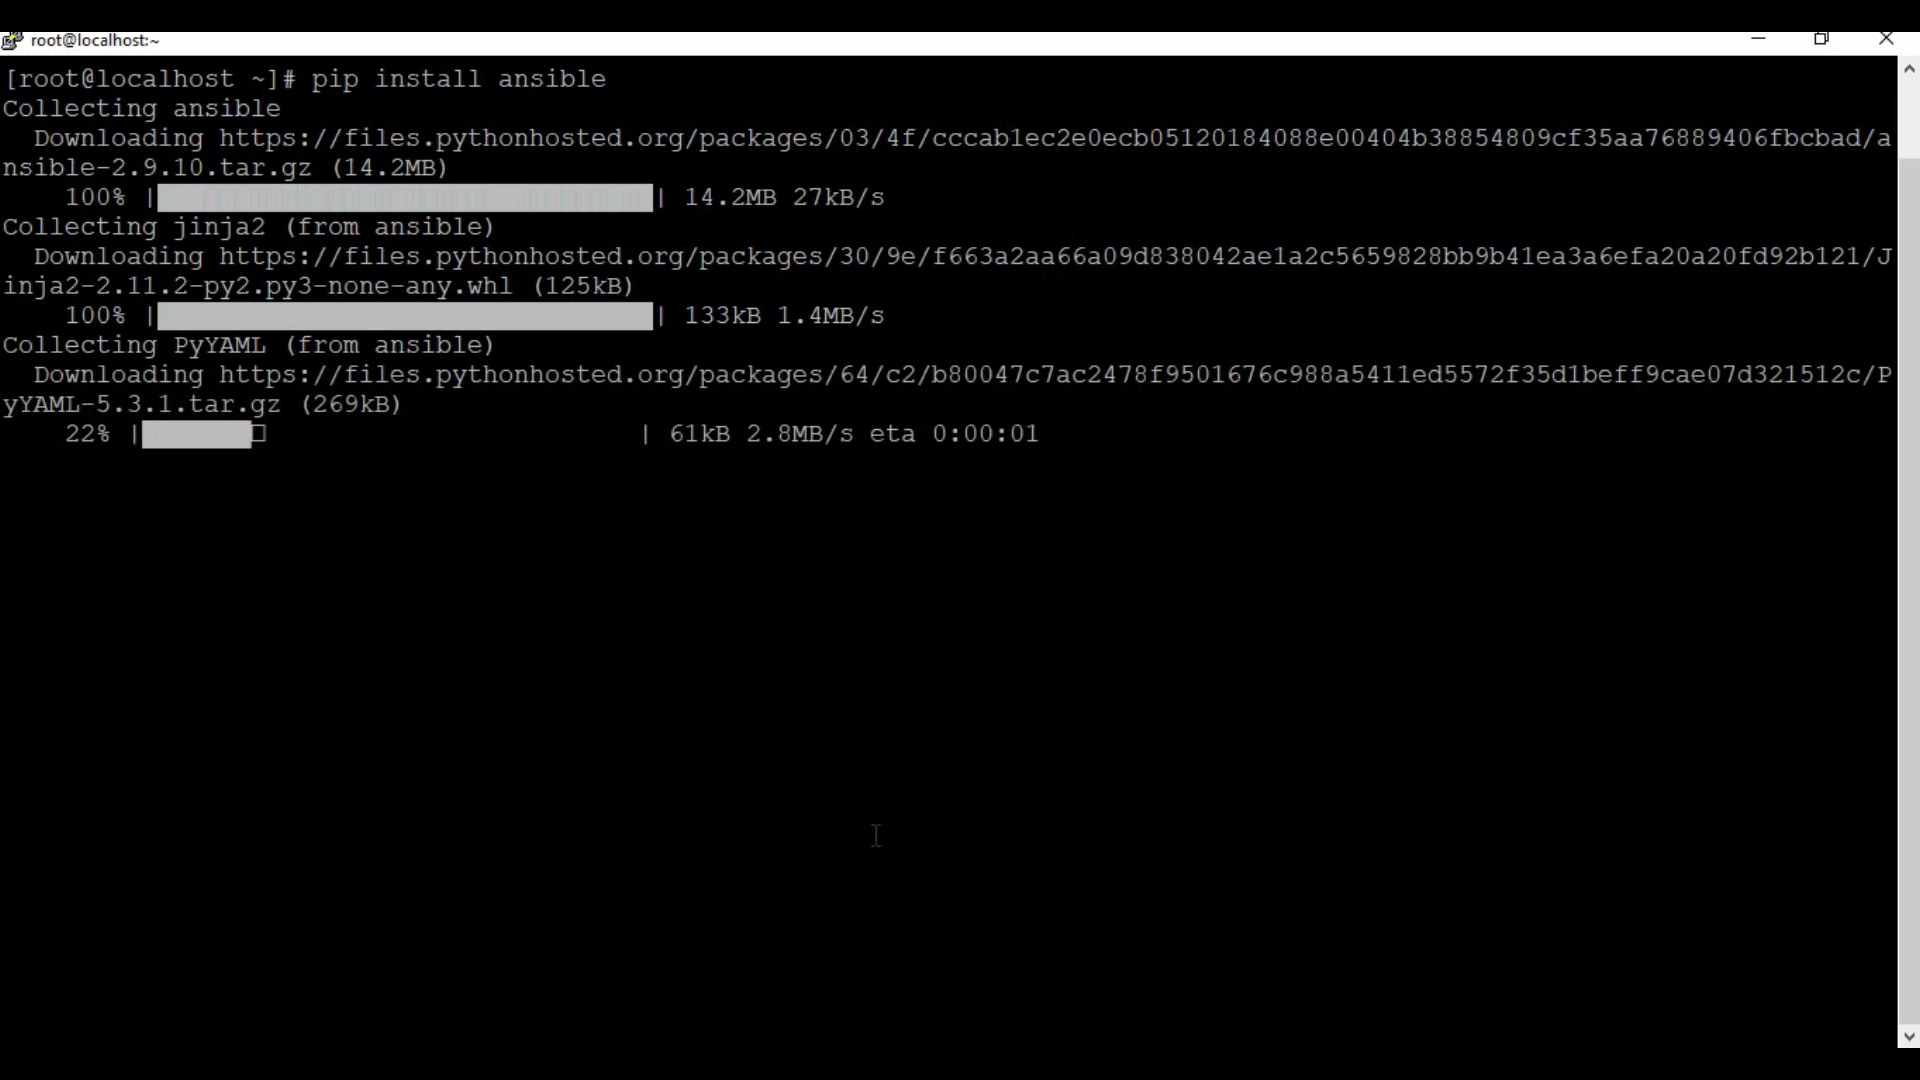 root@localhost:~
[root@localhost ~]# pip install ansible
Collecting ansible
  Downloading https://files.pythonhosted.org/packages/03/4f/cccab1ec2e0ecb05120184088e00404b38854809cf35aa76889406fbcbad/a
nsible-2.9.10.tar.gz (14.2MB)
    100% |████████████████████████████████| 14.2MB 27kB/s
Collecting jinja2 (from ansible)
  Downloading https://files.pythonhosted.org/packages/30/9e/f663a2aa66a09d838042ae1a2c5659828bb9b41ea3a6efa20a20fd92b121/J
inja2-2.11.2-py2.py3-none-any.whl (125kB)
    100% |████████████████████████████████| 133kB 1.4MB/s
Collecting PyYAML (from ansible)
  Downloading https://files.pythonhosted.org/packages/64/c2/b80047c7ac2478f9501676c988a5411ed5572f35d1beff9cae07d321512c/P
yYAML-5.3.1.tar.gz (269kB)
    22% |███████□                        | 61kB 2.8MB/s eta 0:00:01